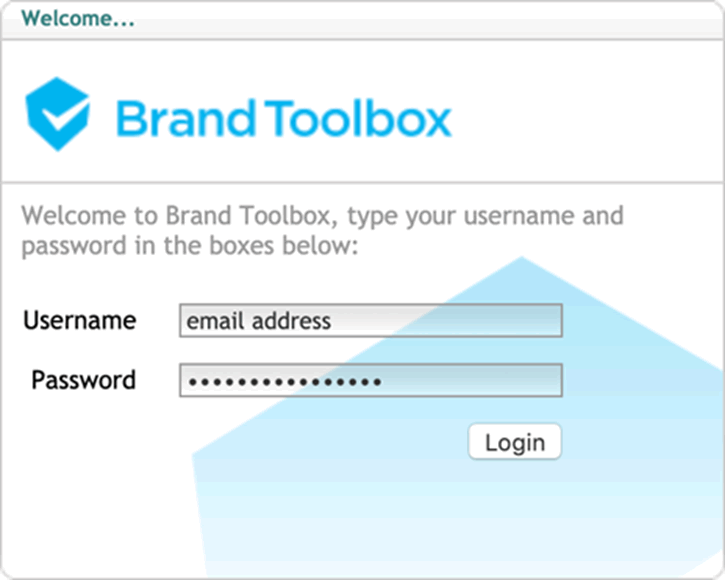 Welcome...
Brand Toolbox
Welcome to Brand Toolbox, type your username and
password in the boxes below:
Username
email address
Password
••••••••••••••••
Login